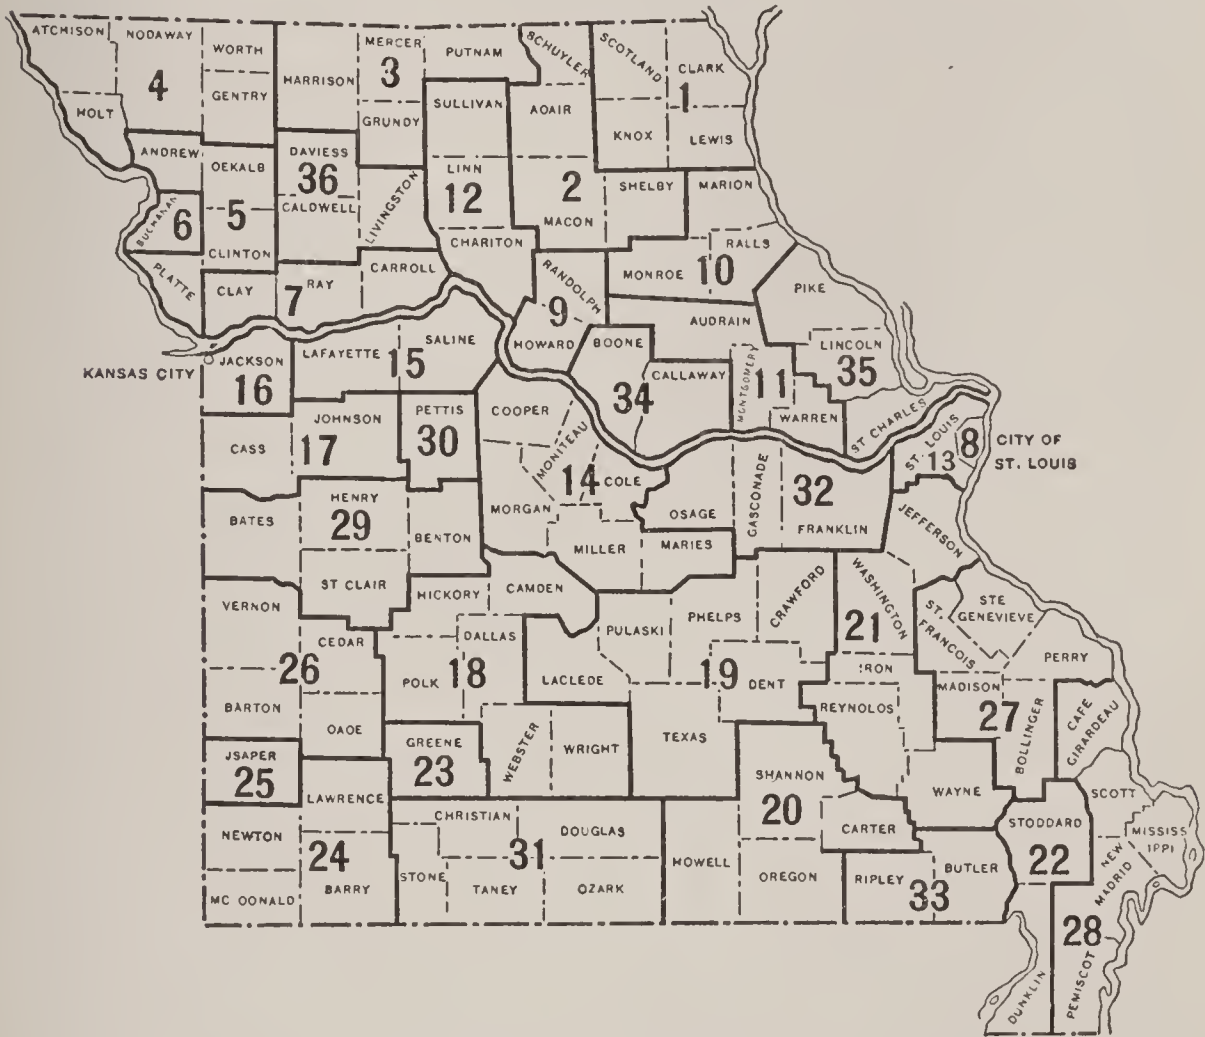 ATCHISON
NODAWAY
WORTH
HARRISON
MERCER
3
PUTNAM
SCHUYLER
SCOTLAND
CLARK
1
4
GENTRY
HOLT
GRUNDY
SULLIVAN
AOAIR
KNOX
LEWIS
ANDREW
OEKALB
DAVIESS
36
CALDWELL
LIVINGSTON
LINN
12
2
MACON
SHELBY
MARION
BUCHANAN
6
5
CLINTON
CHARITON
RALLS
MONROE
10
PLATTE
CLAY
7
RAY
CARROLL
RANDOLPH
9
HOWARD
PIKE
AUDRAIN
KANSAS CITY
JACKSON
16
LAFAYETTE
15
SALINE
BOONE
34
CALLAWAY
MONTGOMERY
11
WARREN
LINCOLN
35
ST. CHARLES
ST. LOUIS
13
8
CITY OF
ST. LOUIS
CASS
JOHNSON
17
PETTIS
30
COOPER
MONITEAU
14
COLE
MORGAN
OSAGE
GASCONADE
32
FRANKLIN
JEFFERSON
BATES
HENRY
29
BENTON
MILLER
MARIES
ST CLAIR
VERNON
HICKORY
CAMDEN
PULASKI
PHELPS
CRAWFORD
WASHINGTON
21
ST. FRANCOIS
STE
GENEVIEVE
PERRY
CEDAR
26
DALLAS
POLK
18
LACLEDE
19
DENT
IRON
MADISON
27
BOLLINGER
CAFE
GIRARDEAU
BARTON
OAOE
GREENE
23
WEBSTER
WRIGHT
TEXAS
REYNOLOS
JSAPER
25
LAWRENCE
SHANNON
20
CARTER
WAYNE
SCOTT
STODDARD
22
MISSISS
IPPI
NEW
MADRID
NEWTON
24
BARRY
MC OONALD
CHRISTIAN
31
DOUGLAS
STONE
TANEY
OZARK
HOWELL
OREGON
RIPLEY
33
BUTLER
28
DUNKLIN
PEMISCOT